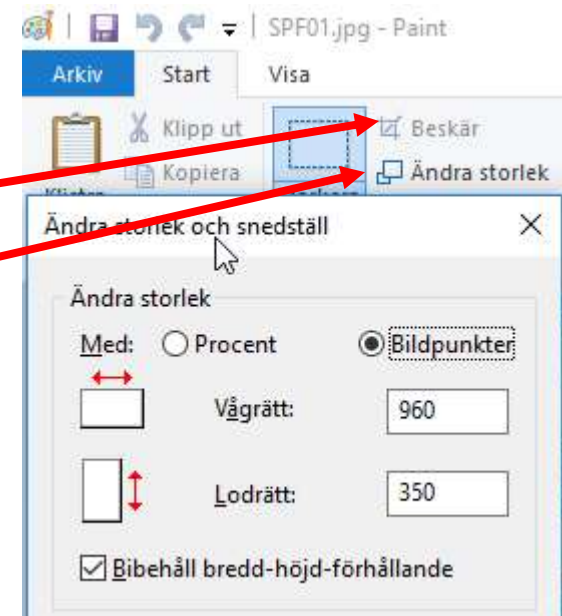 SPF01.jpg - Paint
Arkiv Start Visa
Klipp ut Beskär
Kopiera Ändra storlek
Ändra storlek och snedställ
Ändra storlek
Med: Procent Bildpunkter
Vågrätt: 960
Lodrätt: 350
Bibehåll bredd-höjd-förhållande